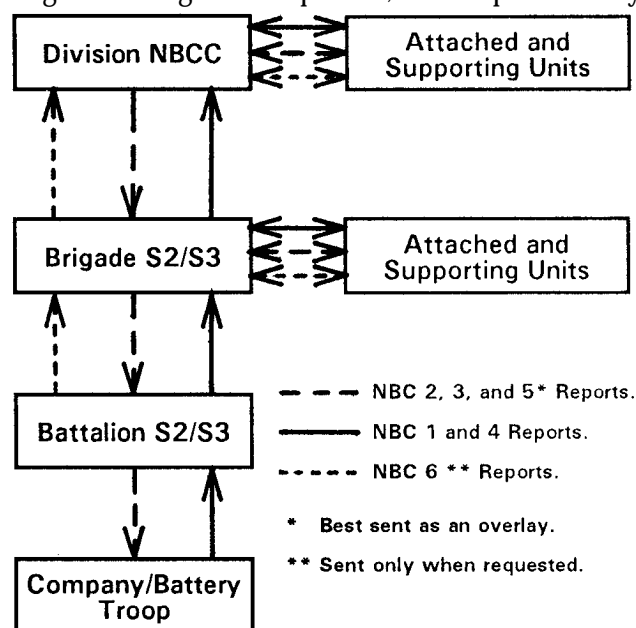 Division NBCC
Attached and
Supporting Units
Brigade S2/S3
Attached and
Supporting Units
Battalion S2/S3
NBC 2, 3, and 5* Reports.
NBC 1 and 4 Reports.
NBC 6 ** Reports.
* Best sent as an overlay.
** Sent only when requested.
Company/Battery
Troop